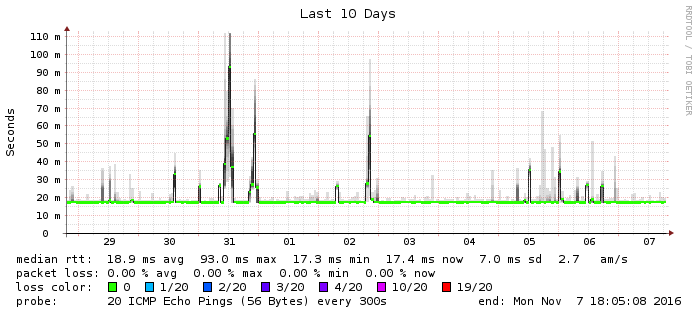 Last 10 Days
RRDTOOL / TOBI OETIKER
Seconds
110 m
100 m
90 m
80 m
70 m
60 m
50 m
40 m
30 m
20 m
10 m
0
29 30 31 01 02 03 04 05 06 07
median rtt: 18.9 ms avg 93.0 ms max 17.3 ms min 17.4 ms now 7.0 ms sd 2.7 am/s
packet loss: 0.00 % avg 0.00 % max 0.00 % min 0.00 % now
loss color: 0 1/20 2/20 3/20 4/20 10/20 19/20
probe: 20 ICMP Echo Pings (56 Bytes) every 300s end: Mon Nov 7 18:05:08 2016